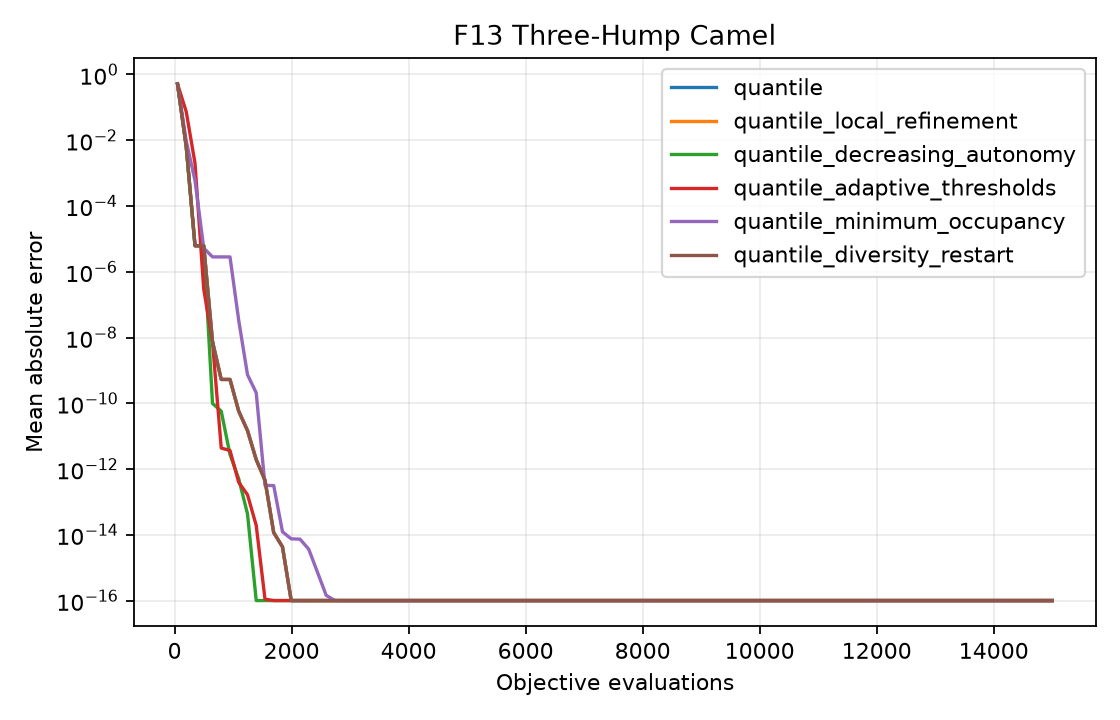 F13 Three-Hump Camel
quantile
quantile_local_refinement
quantile_decreasing_autonomy
quantile_adaptive_thresholds
quantile_minimum_occupancy
quantile_diversity_restart
Mean absolute error
10⁰
10⁻²
10⁻⁴
10⁻⁶
10⁻⁸
10⁻¹⁰
10⁻¹²
10⁻¹⁴
10⁻¹⁶
0 2000 4000 6000 8000 10000 12000 14000
Objective evaluations